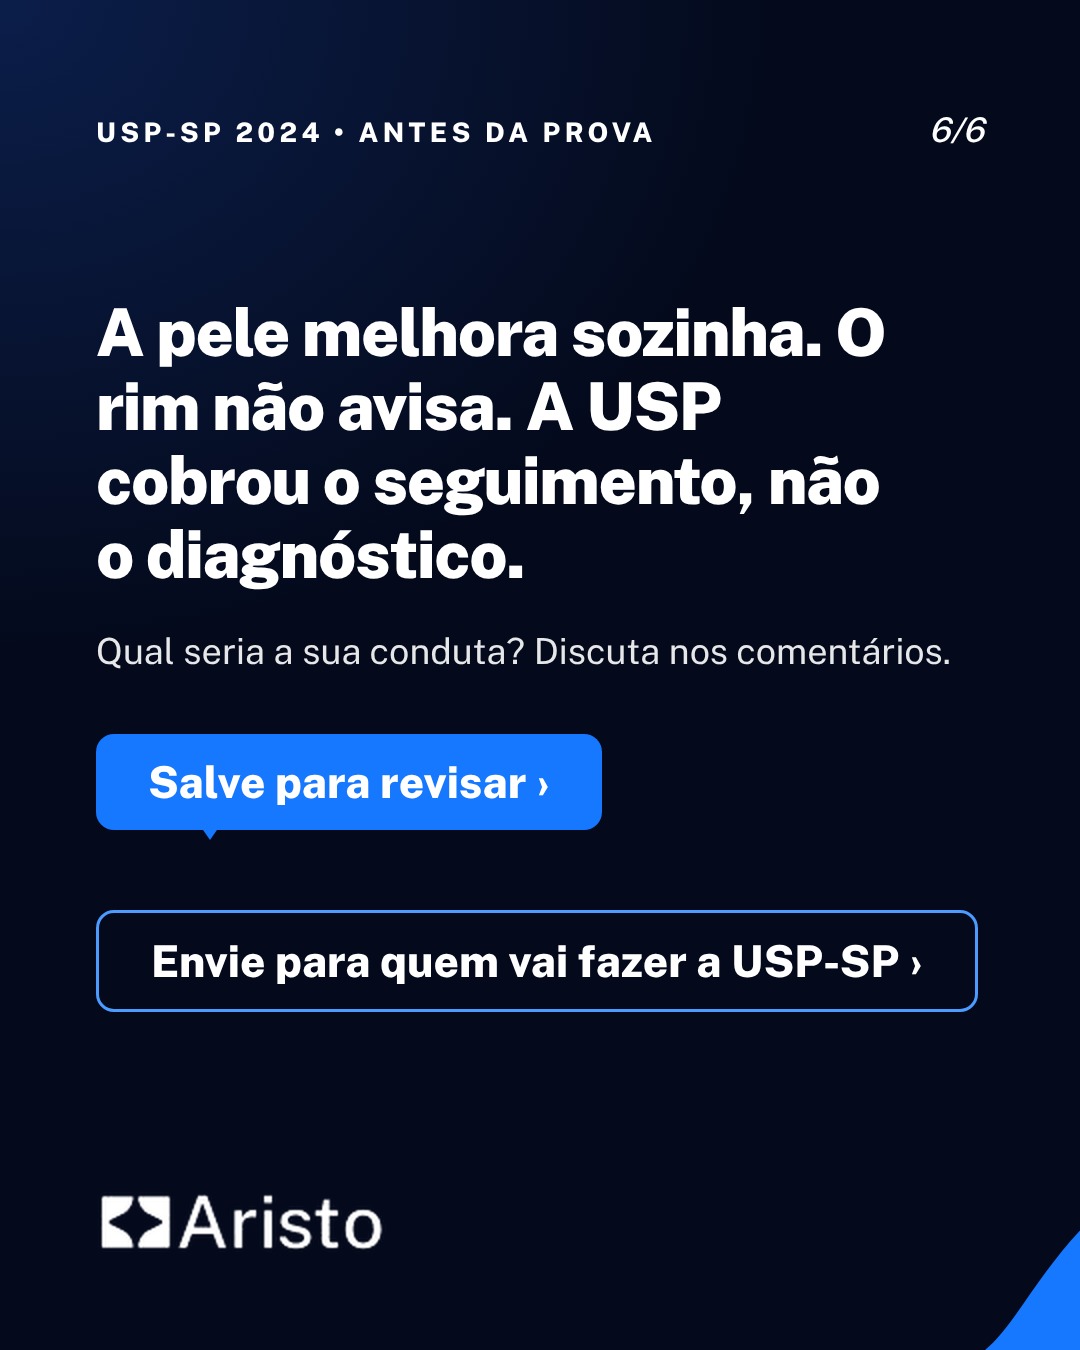 USP-SP 2024 • ANTES DA PROVA
6/6
A pele melhora sozinha. O
rim não avisa. A USP
cobrou o seguimento, não
o diagnóstico.
Qual seria a sua conduta? Discuta nos comentários.
Salve para revisar ›
Envie para quem vai fazer a USP-SP ›
Aristo